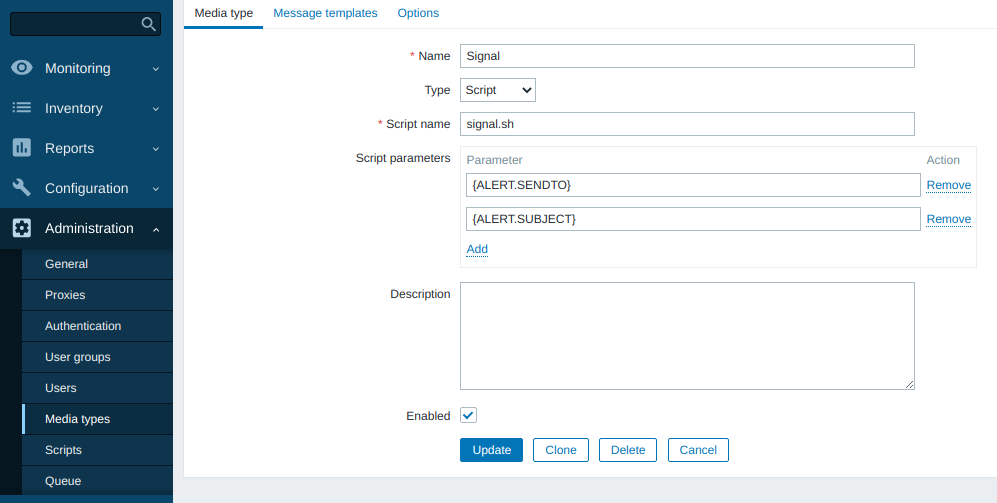 Media type Message templates Options
Monitoring
Inventory
Reports
Configuration
Administration
General
Proxies
Authentication
User groups
Users
Media types
Scripts
Queue
* Name Signal
Type Script
* Script name signal.sh
Script parameters Parameter Action
{ALERT.SENDTO} Remove
{ALERT.SUBJECT} Remove
Add
Description
Enabled
Update Clone Delete Cancel